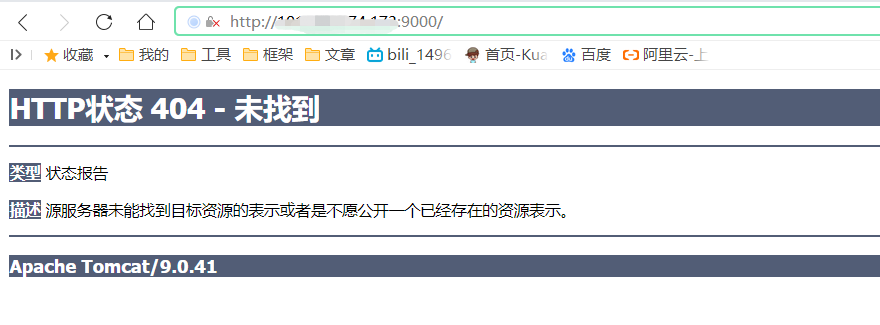 http://:9000/
收藏 我的 工具 框架 文章 bili_1496 首页-Kua 百度 阿里云-上
HTTP状态 404 - 未找到
类型 状态报告
描述 源服务器未能找到目标资源的表示或者是不愿公开一个已经存在的资源表示。
Apache Tomcat/9.0.41